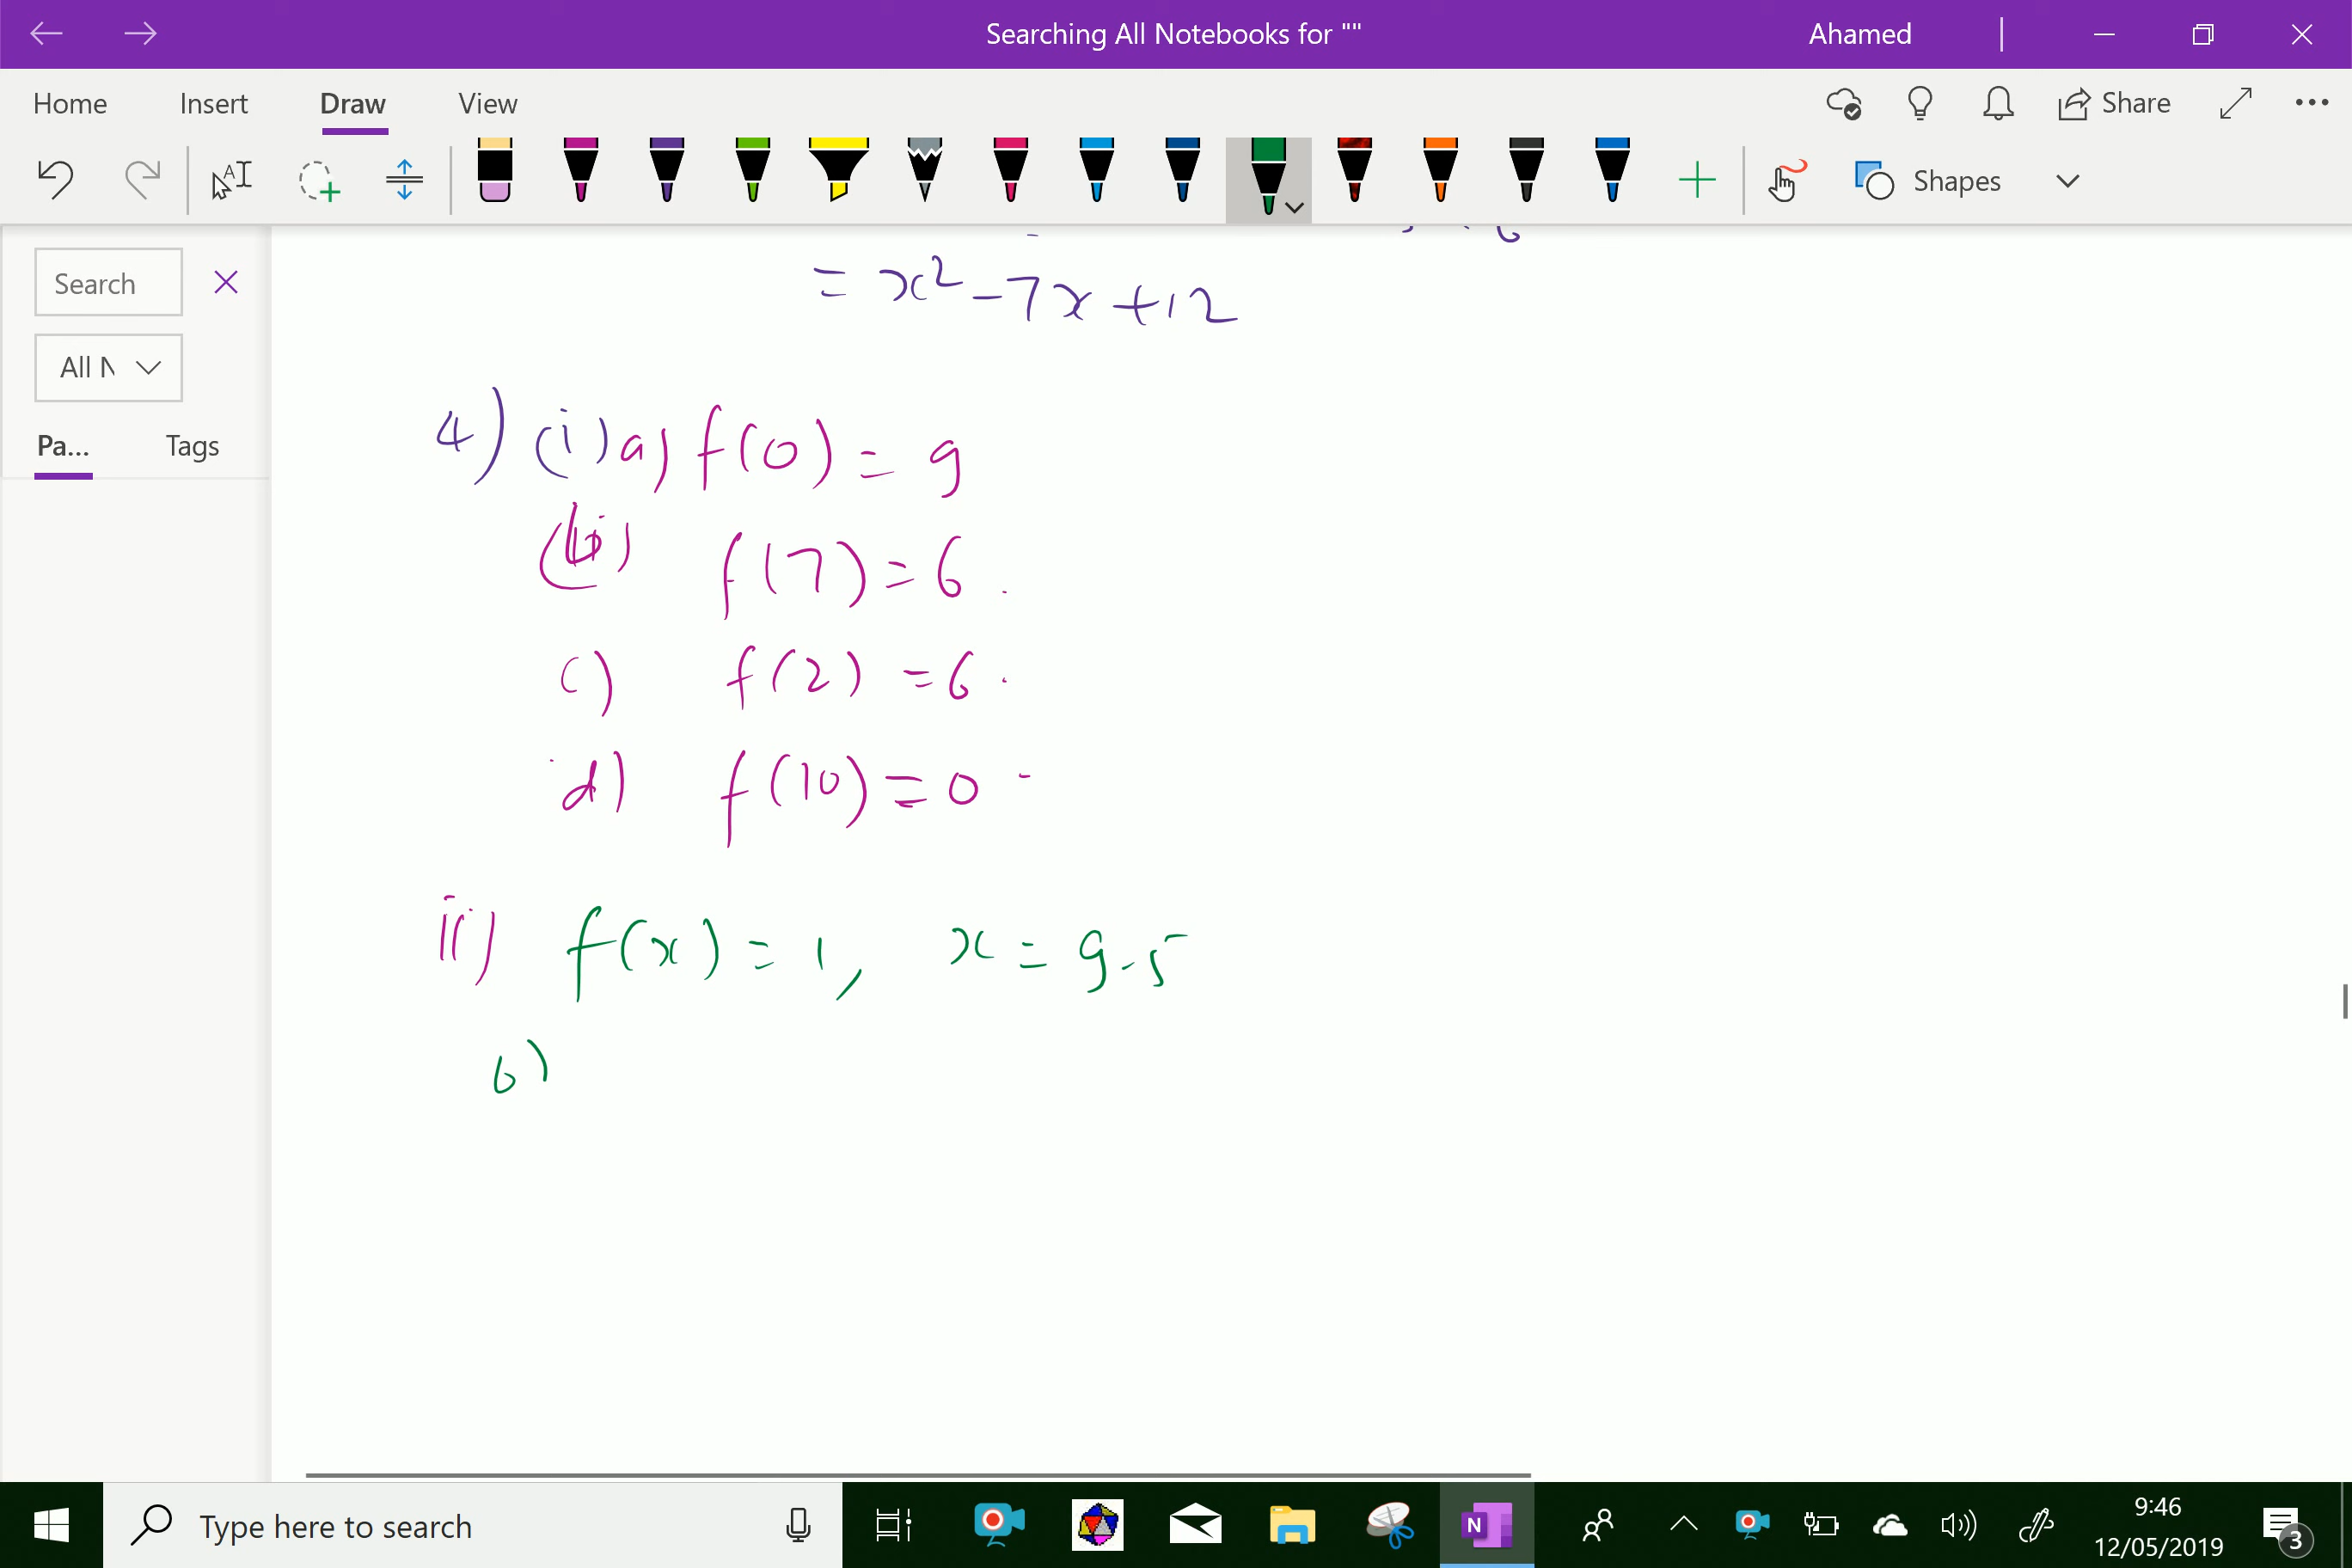 Searching All Notebooks for ""
Ahamed
Home Insert Draw View
Share
Shapes
Search
All N
Pa... Tags
= x² - 7x + 12
4) (i) a) f(0) = 9
f(7) = 6 .
c) f(2) = 6 .
d) f(10) = 0
ii) f(x) = 1, x = 9.5
b)
Type here to search
N
9:46
12/05/2019
3